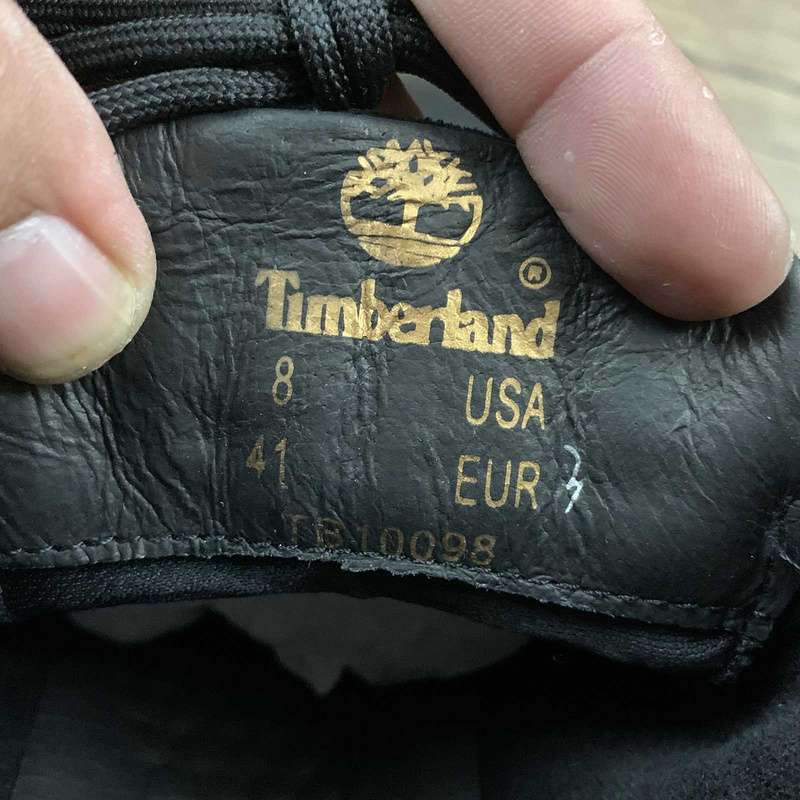 ®
Timberland
8 USA
41 EUR
TB10098